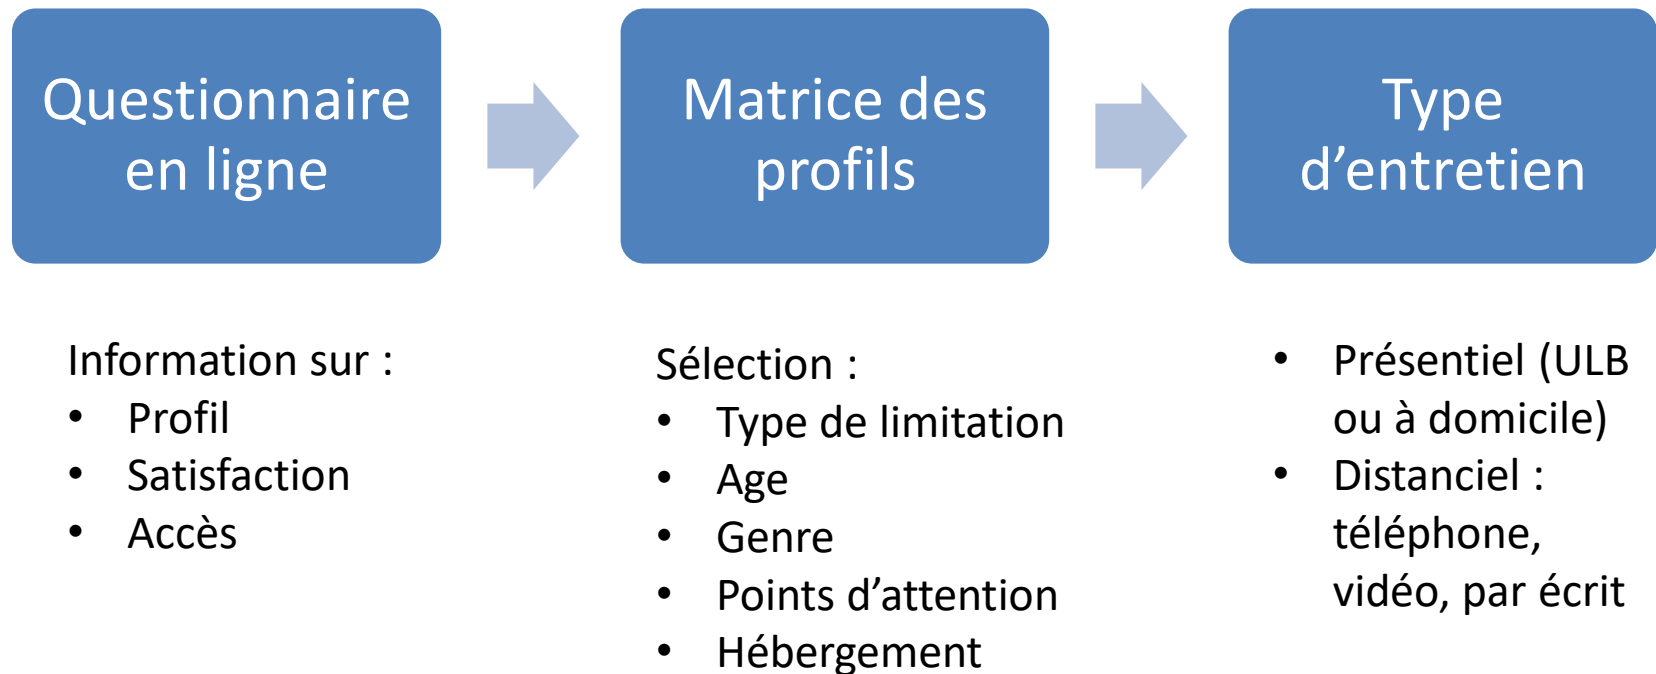 Questionnaire
en ligne
Matrice des
profils
Type
d’entretien
Information sur :
• Profil
• Satisfaction
• Accès
Sélection :
• Type de limitation
• Age
• Genre
• Points d’attention
• Hébergement
• Présentiel (ULB
ou à domicile)
• Distanciel :
téléphone,
vidéo, par écrit